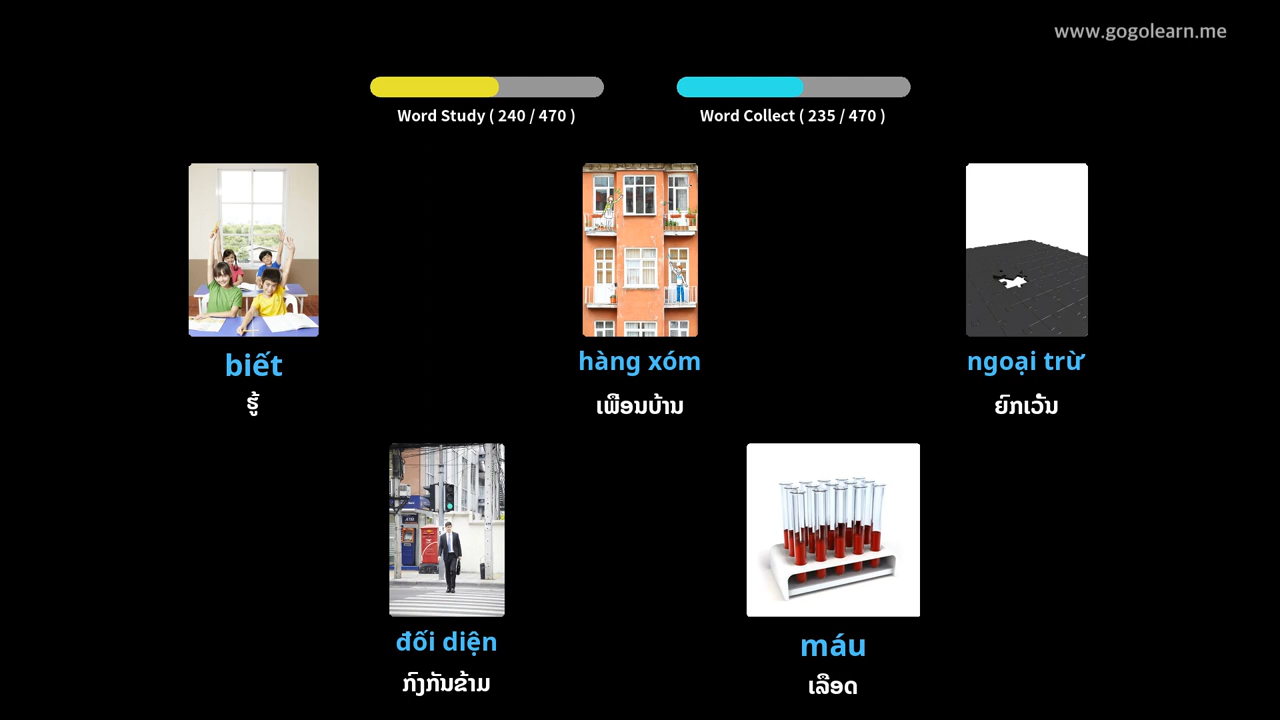 www.gogolearn.me
Word Study ( 240 / 470 )
Word Collect ( 235 / 470 )
biết
ຮູ້
hàng xóm
ເພື່ອນບ້ານ
ngoại trừ
ຍົກເວັ້ນ
đối diện
ກົງກັນຂ້າມ
máu
ເລືອດ